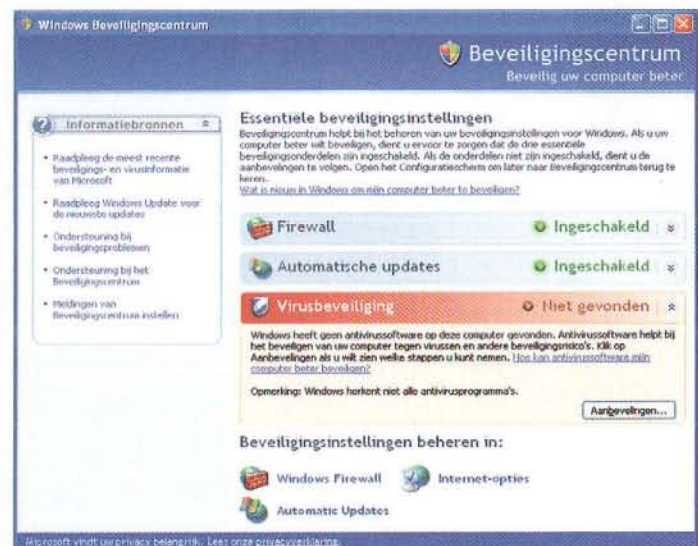 Windows Beveiligingscentrum
Beveiligingscentrum
Beveilig uw computer beter
Informatiebronnen
• Raadpleeg de meest recente
beveiligings- en virusinformatie
van Microsoft
• Raadpleeg Windows Update voor
de nieuwste updates
• Ondersteuning bij
beveiligingsproblemen
• Ondersteuning bij het
Beveiligingscentrum
• Meldingen van
Beveiligingscentrum instellen
Essentiële beveiligingsinstellingen
Beveiligingscentrum helpt bij het beheren van uw beveiligingsinstellingen voor Windows. Als u uw
computer beter wilt beveiligen, dient u ervoor te zorgen dat de drie essentiële
beveiligingsonderdelen zijn ingeschakeld. Als de onderdelen niet zijn ingeschakeld, dient u de
aanbevelingen te volgen. Open het Configuratiescherm om later naar Beveiligingscentrum terug te
keren.
Wat is nieuw in Windows om mijn computer beter te beveiligen?
Firewall Ingeschakeld
Automatische updates Ingeschakeld
Virusbeveiliging Niet gevonden
Windows heeft geen antivirussoftware op deze computer gevonden. Antivirussoftware helpt bij
het beveiligen van uw computer tegen virussen en andere beveiligingsrisico's. Klik op
Aanbevelingen als u wilt zien welke stappen u kunt nemen. Hoe kan antivirussoftware mijn
computer beter beveiligen?
Opmerking: Windows herkent niet alle antivirusprogramma's.
Aanbevelingen...
Beveiligingsinstellingen beheren in:
Windows Firewall Internet-opties
Automatic Updates
Microsoft vindt uw privacy belangrijk. Lees onze privacyverklaring.